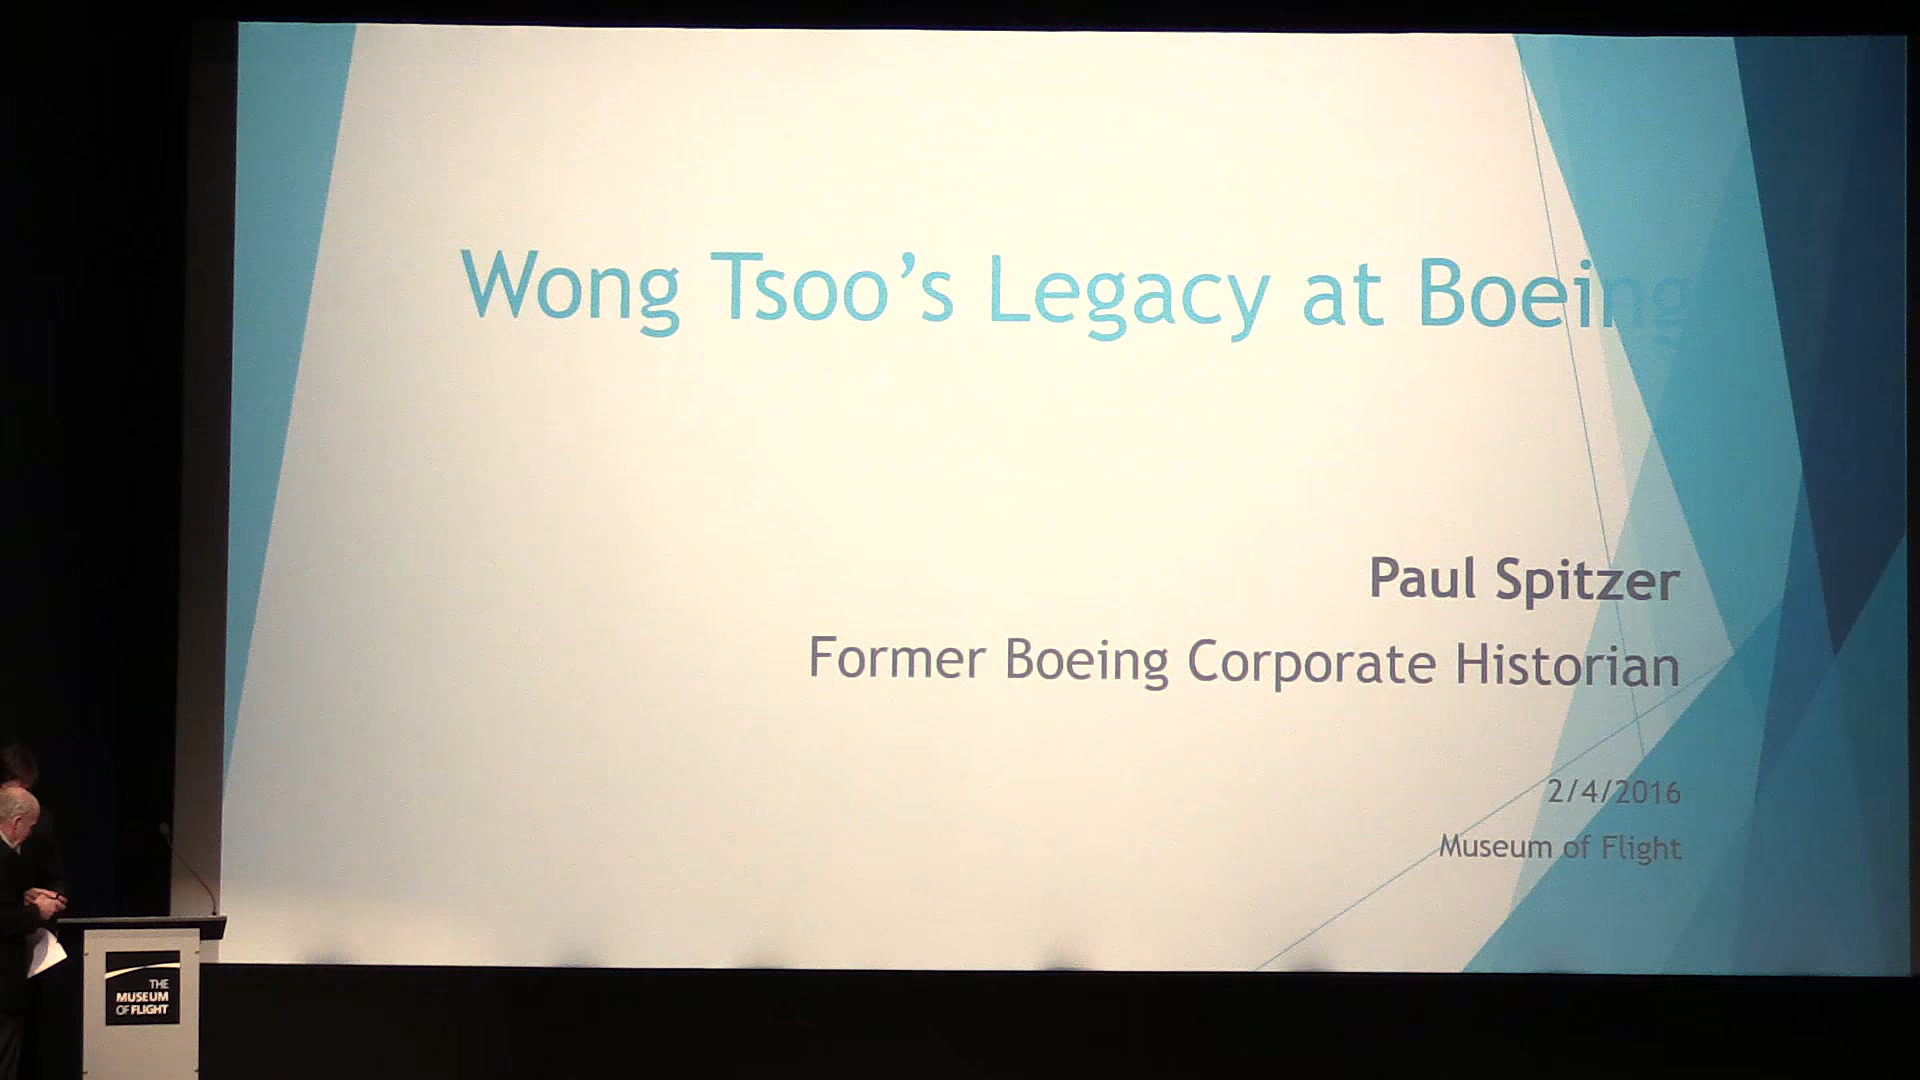 Wong Tsoo’s Legacy at Boeing
Paul Spitzer
Former Boeing Corporate Historian
2/4/2016
Museum of Flight
THE
MUSEUM
OF FLIGHT